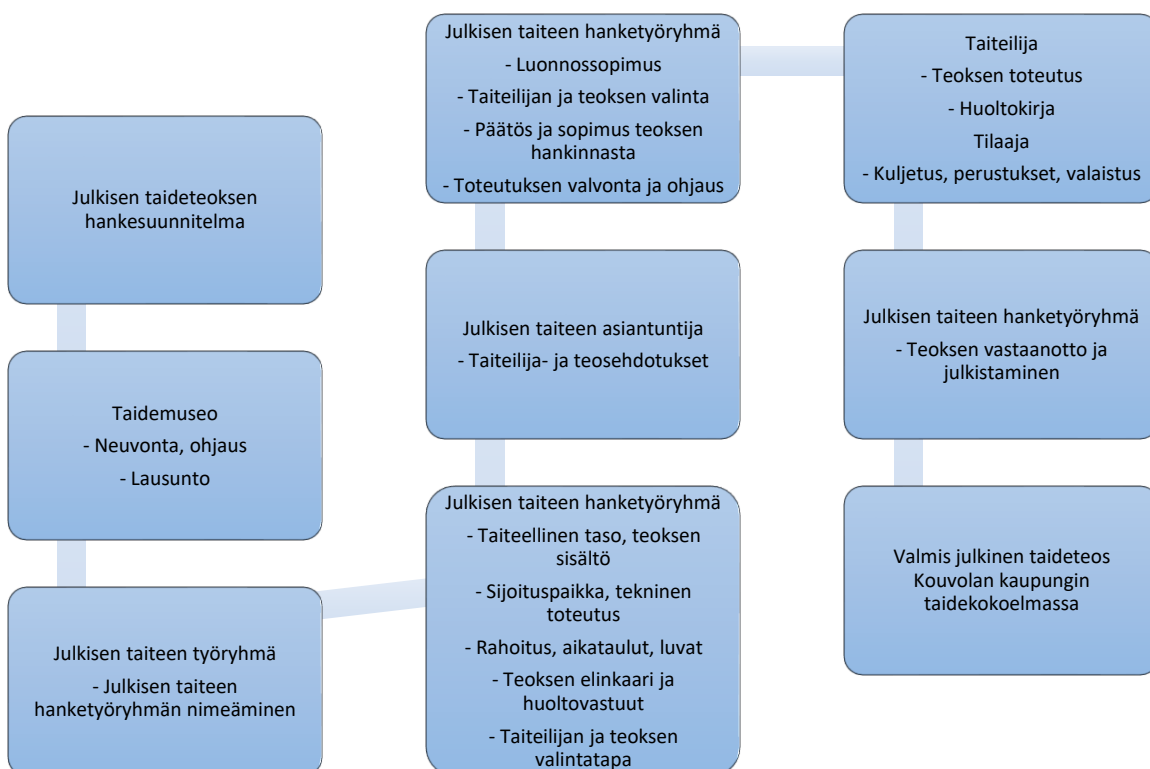 Julkisen taideteoksen
hankesuunnitelma
Taidemuseo
- Neuvonta, ohjaus
- Lausunto
Julkisen taiteen työryhmä
- Julkisen taiteen
hanketyöryhmän nimeäminen
Julkisen taiteen hanketyöryhmä
- Taiteellinen taso, teoksen
sisältö
- Sijoituspaikka, tekninen
toteutus
- Rahoitus, aikataulut, luvat
- Teoksen elinkaari ja
huoltovastuut
- Taiteilijan ja teoksen
valintatapa
Julkisen taiteen asiantuntija
- Taiteilija- ja teosehdotukset
Julkisen taiteen hanketyöryhmä
- Luonnossopimus
- Taiteilijan ja teoksen valinta
- Päätös ja sopimus teoksen
hankinnasta
- Toteutuksen valvonta ja ohjaus
Taiteilija
- Teoksen toteutus
- Huoltokirja
Tilaaja
- Kuljetus, perustukset, valaistus
Julkisen taiteen hanketyöryhmä
- Teoksen vastaanotto ja
julkistaminen
Valmis julkinen taideteos
Kouvolan kaupungin
taidekokoelmassa